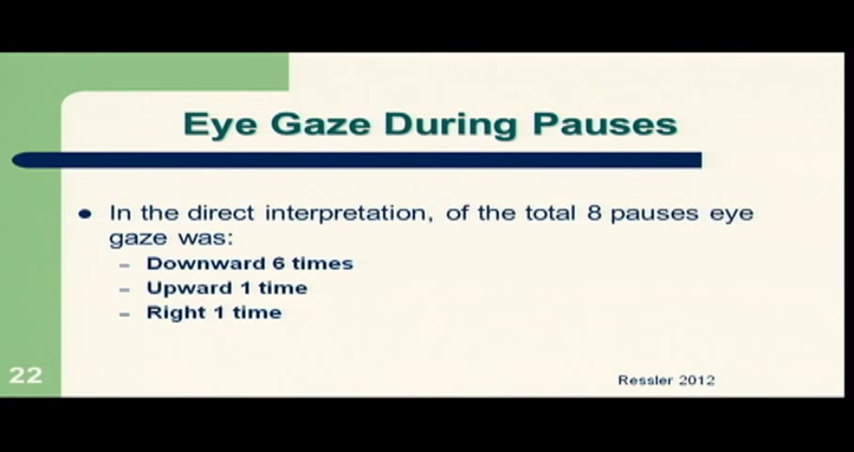 Eye Gaze During Pauses
● In the direct interpretation, of the total 8 pauses eye
gaze was:
– Downward 6 times
– Upward 1 time
– Right 1 time
22
Ressler 2012